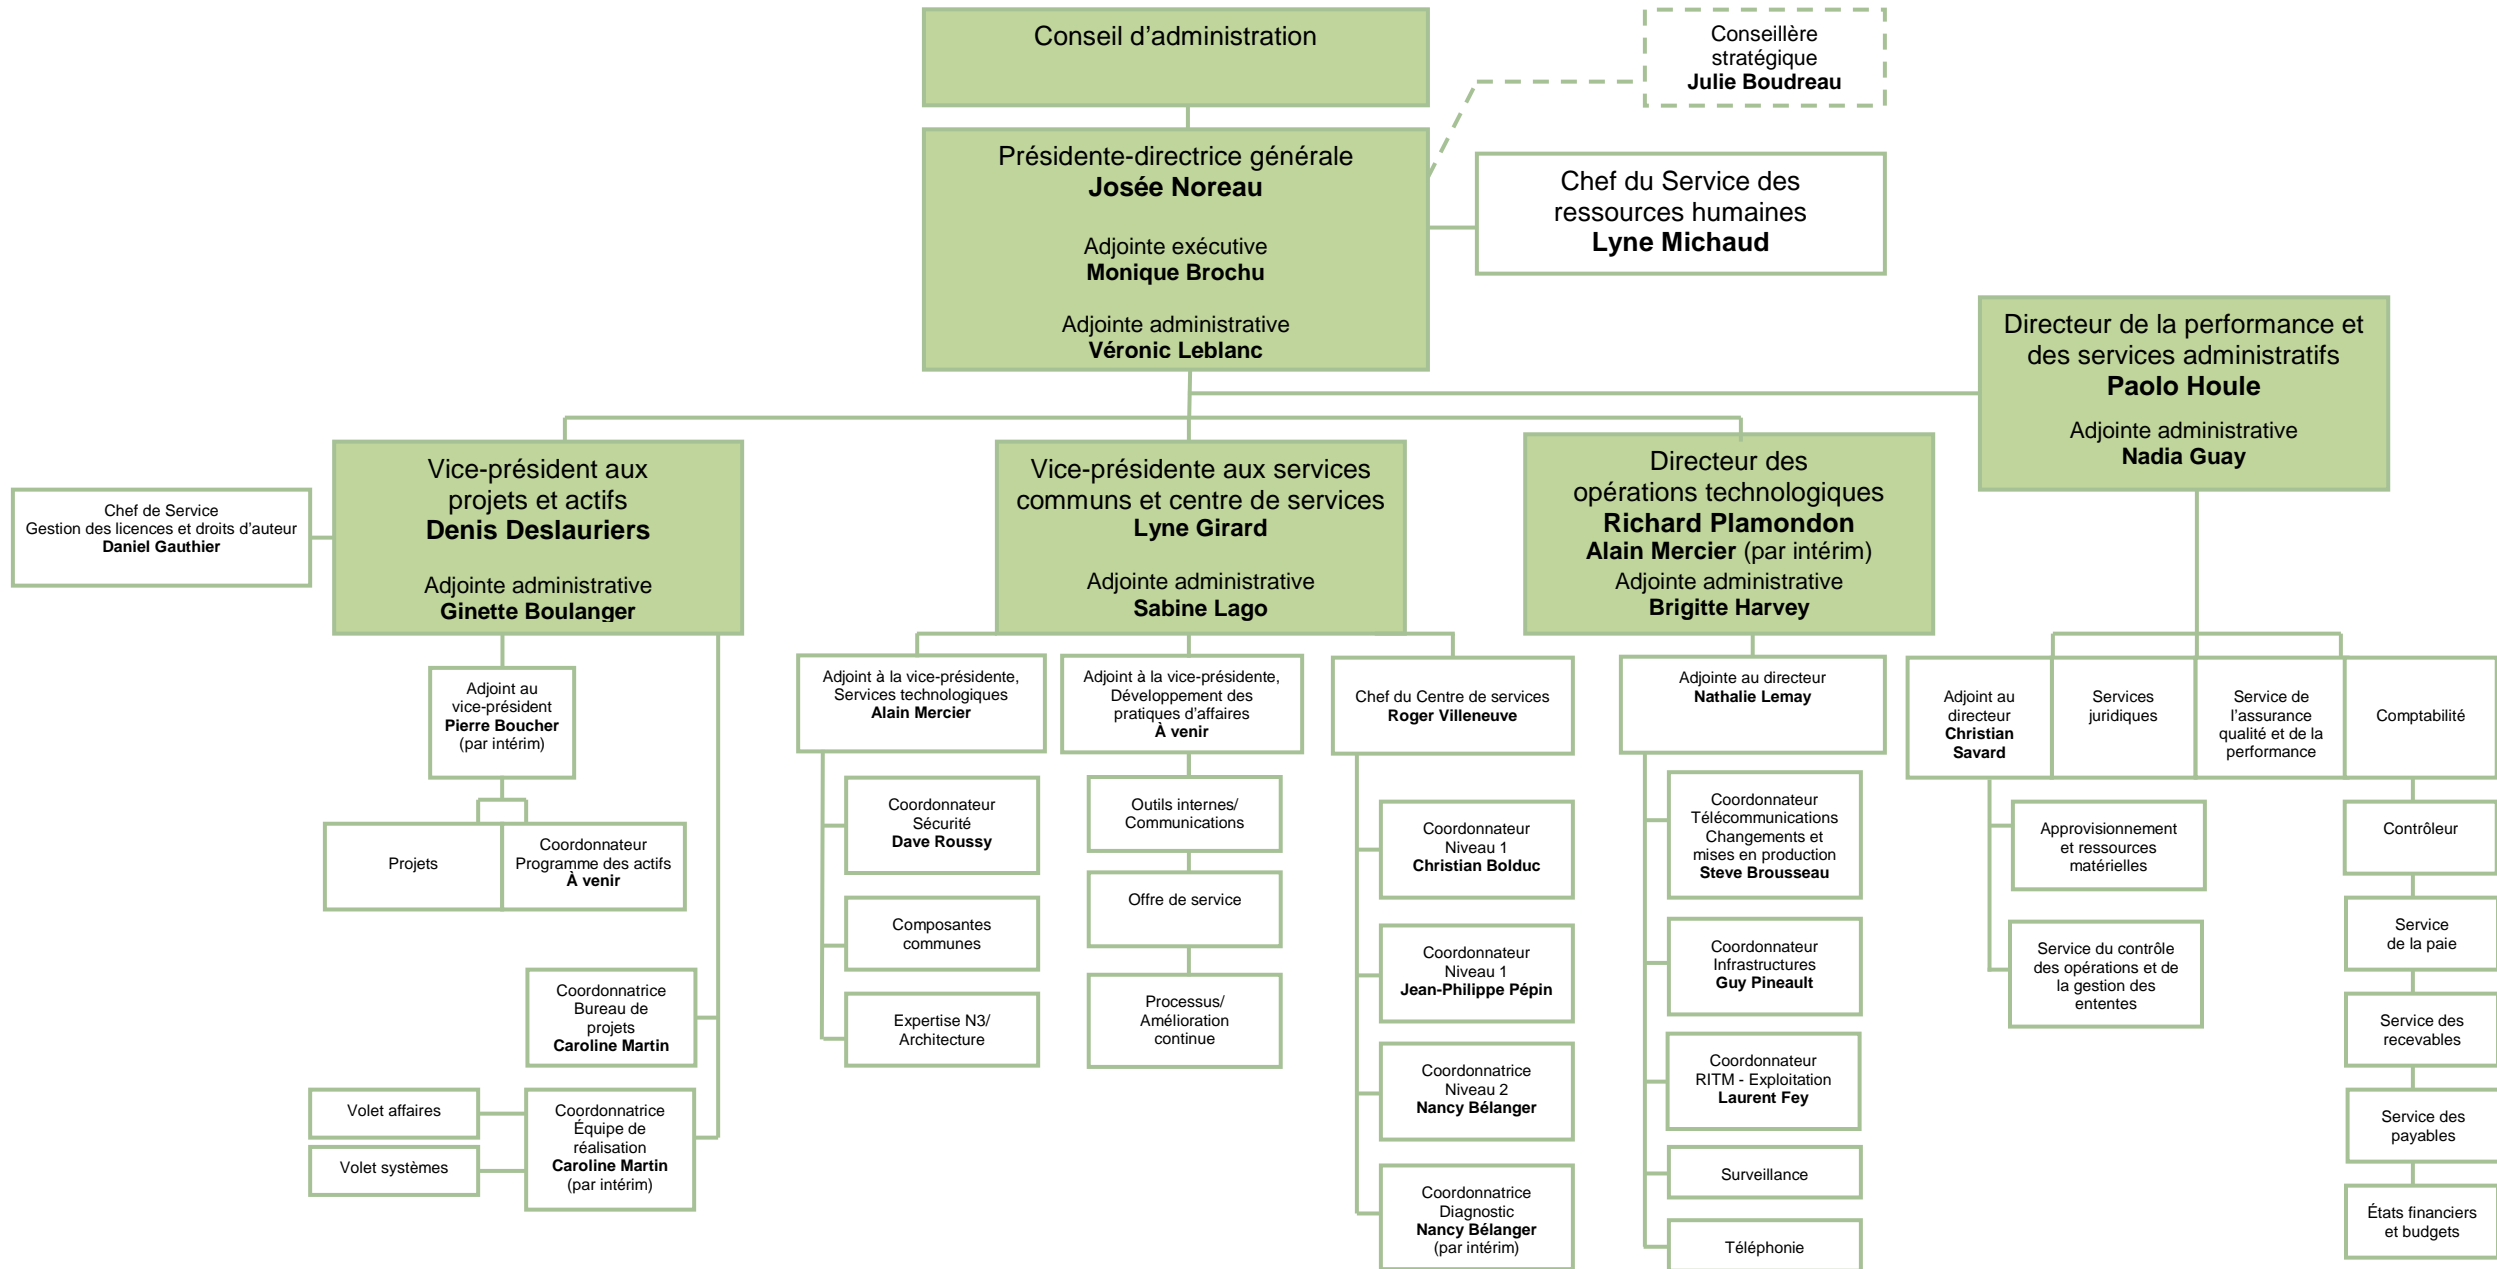 Conseil d'administration
Conseillère
stratégique
Julie Boudreau
Présidente-directrice générale
Josée Noreau
Adjointe exécutive
Monique Brochu
Adjointe administrative
Véronic Leblanc
Chef du Service des
ressources humaines
Lyne Michaud
Directeur de la performance et
des services administratifs
Paolo Houle
Adjointe administrative
Nadia Guay
Chef de Service
Gestion des licences et droits d'auteur
Daniel Gauthier
Vice-président aux
projets et actifs
Denis Deslauriers
Adjointe administrative
Ginette Boulanger
Vice-présidente aux services
communs et centre de services
Lyne Girard
Adjointe administrative
Sabine Lago
Directeur des
opérations technologiques
Richard Plamondon
Alain Mercier (par intérim)
Adjointe administrative
Brigitte Harvey
Adjoint au
vice-président
Pierre Boucher
(par intérim)
Projets
Coordonnateur
Programme des actifs
À venir
Coordonnatrice
Bureau de
projets
Caroline Martin
Volet affaires
Volet systèmes
Coordonnatrice
Équipe de
réalisation
Caroline Martin
(par intérim)
Adjoint à la vice-présidente,
Services technologiques
Alain Mercier
Coordonnateur
Sécurité
Dave Roussy
Composantes
communes
Expertise N3/
Architecture
Adjoint à la vice-présidente,
Développement des
pratiques d'affaires
À venir
Outils internes/
Communications
Offre de service
Processus/
Amélioration
continue
Chef du Centre de services
Roger Villeneuve
Coordonnateur
Niveau 1
Christian Bolduc
Coordonnateur
Niveau 1
Jean-Philippe Pépin
Coordonnatrice
Niveau 2
Nancy Bélanger
Coordonnatrice
Diagnostic
Nancy Bélanger
(par intérim)
Adjointe au directeur
Nathalie Lemay
Coordonnateur
Télécommunications
Changements et
mises en production
Steve Brousseau
Coordonnateur
Infrastructures
Guy Pineault
Coordonnateur
RITM - Exploitation
Laurent Fey
Surveillance
Téléphonie
Adjoint au
directeur
Christian
Savard
Services
juridiques
Service de
l'assurance
qualité et de la
performance
Comptabilité
Approvisionnement
et ressources
matérielles
Service du contrôle
des opérations et de
la gestion des
ententes
Contrôleur
Service
de la paie
Service des
recevables
Service des
payables
États financiers
et budgets